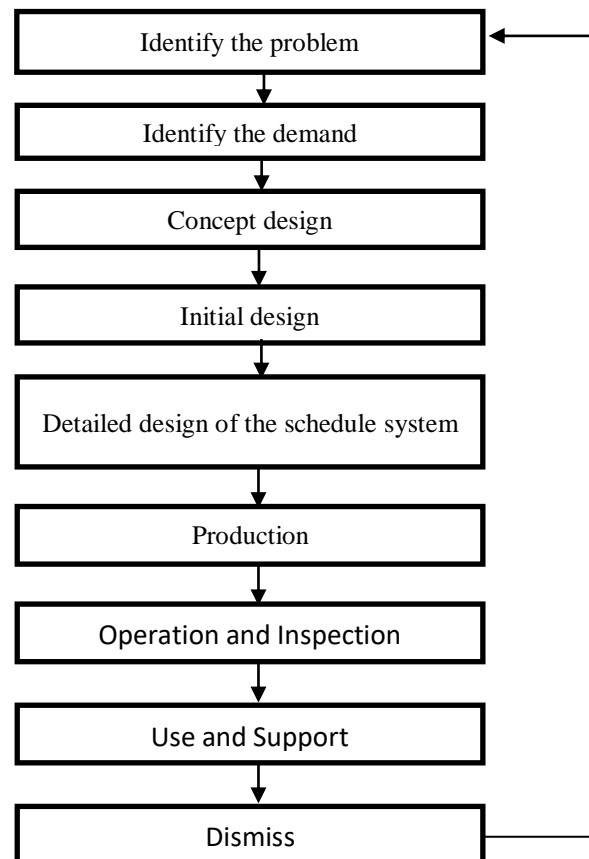 Identify the problem
Identify the demand
Concept design
Initial design
Detailed design of the schedule system
Production
Operation and Inspection
Use and Support
Dismiss